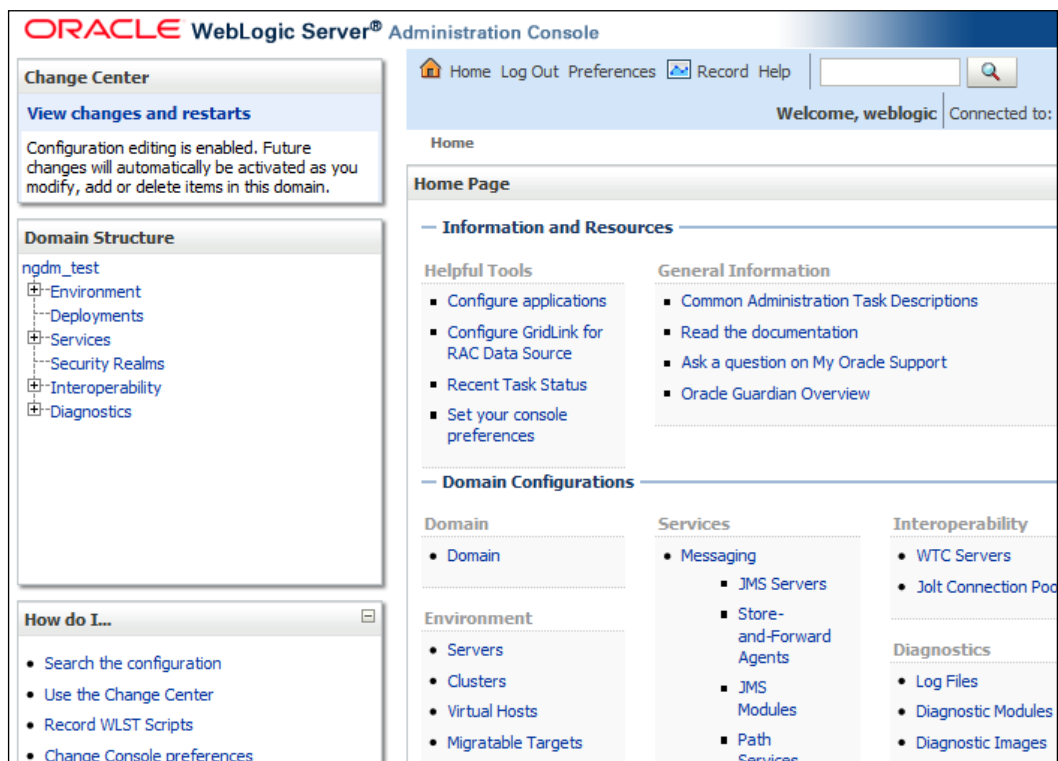 ORACLE WebLogic Server® Administration Console
Change Center
View changes and restarts
Configuration editing is enabled. Future
changes will automatically be activated as you
modify, add or delete items in this domain.
Domain Structure
ngdm_test
Environment
Deployments
Services
Security Realms
Interoperability
Diagnostics
How do I...
Search the configuration
Use the Change Center
Record WLST Scripts
Change Console preferences
Home Log Out Preferences Record Help
Welcome, weblogic Connected to:
Home
Home Page
Information and Resources
Helpful Tools
Configure applications
Configure GridLink for
RAC Data Source
Recent Task Status
Set your console
preferences
General Information
Common Administration Task Descriptions
Read the documentation
Ask a question on My Oracle Support
Oracle Guardian Overview
Domain Configurations
Domain
Domain
Environment
Servers
Clusters
Virtual Hosts
Migratable Targets
Services
Messaging
JMS Servers
Store-
and-Forward
Agents
JMS
Modules
Path
Services
Interoperability
WTC Servers
Jolt Connection Poo
Diagnostics
Log Files
Diagnostic Modules
Diagnostic Images